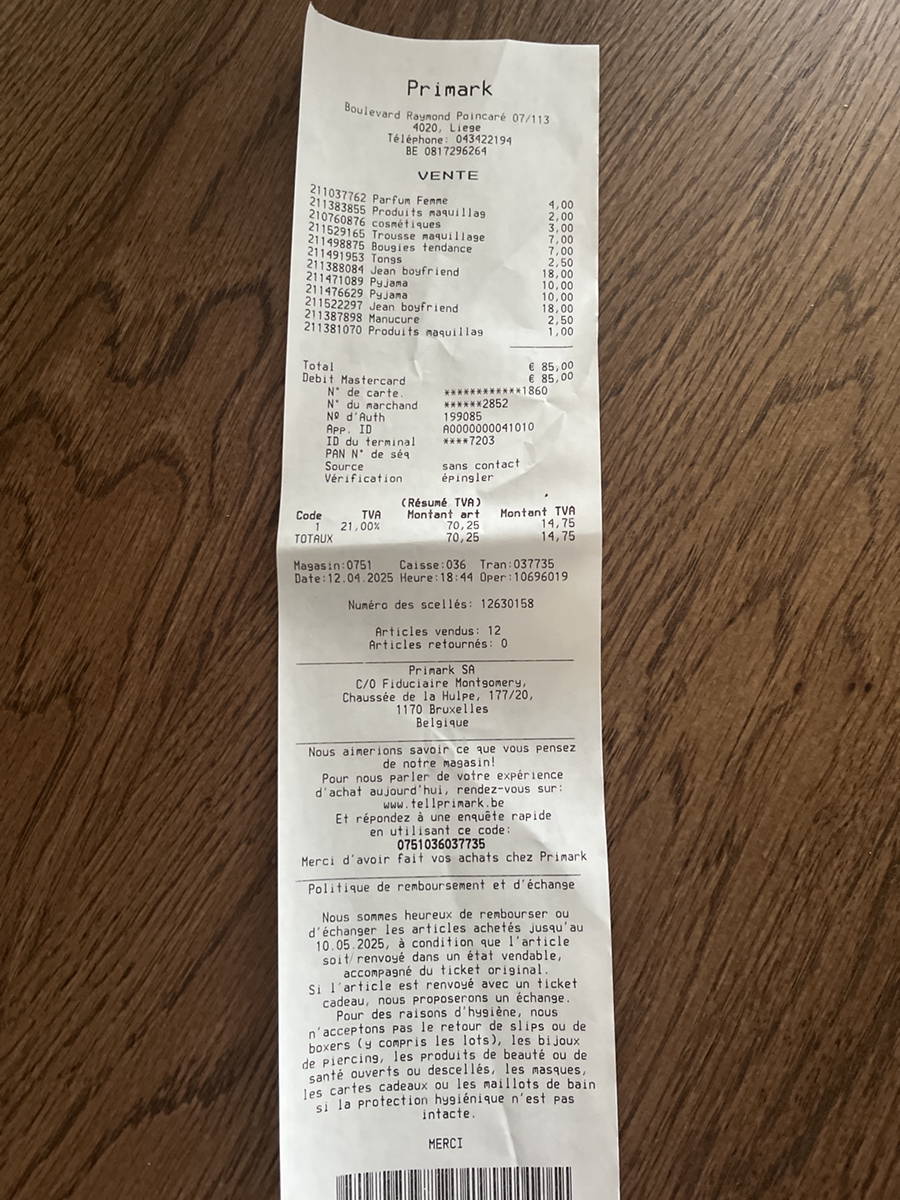 Primark
Boulevard Raymond Poincaré 07/113
4020, Liege
Téléphone: 043422194
BE 0817296264
VENTE
211037762 Parfum Femme 4,00
211383855 Produits maquillag 2,00
210760876 cosmétiques 3,00
211529165 Trousse maquillage 7,00
211498875 Bougies tendance 7,00
211491953 Tongs 2,50
211388084 Jean boyfriend 18,00
211471089 Pyjama 10,00
211476629 Pyjama 10,00
211522297 Jean boyfriend 18,00
211387898 Manucure 2,50
211381070 Produits maquillag 1,00
Total € 85,00
Debit Mastercard € 85,00
N° de carte. ************1860
N° du marchand ******2852
Nº d'Auth 199085
App. ID A0000000041010
ID du terminal ****7203
PAN N° de séq
Source sans contact
Vérification épingler
(Résumé TVA)
Code TVA Montant art Montant TVA
1 21,00% 70,25 14,75
TOTAUX 70,25 14,75
Magasin:0751 Caisse:036 Tran:037735
Date:12.04.2025 Heure:18:44 Oper:10696019
Numéro des scellés: 12630158
Articles vendus: 12
Articles retournés: 0
Primark SA
C/O Fiduciaire Montgomery,
Chaussée de la Hulpe, 177/20,
1170 Bruxelles
Belgique
Nous aimerions savoir ce que vous pensez
de notre magasin!
Pour nous parler de votre expérience
d'achat aujourd'hui, rendez-vous sur:
www.tellprimark.be
Et répondez à une enquête rapide
en utilisant ce code:
0751036037735
Merci d'avoir fait vos achats chez Primark
Politique de remboursement et d'échange
Nous sommes heureux de rembourser ou
d'échanger les articles achetés jusqu'au
10.05.2025, à condition que l'article
soit renvoyé dans un état vendable,
accompagné du ticket original.
Si l'article est renvoyé avec un ticket
cadeau, nous proposerons un échange.
Pour des raisons d'hygiène, nous
n'acceptons pas le retour de slips ou de
boxers (y compris les lots), les bijoux
de piercing, les produits de beauté ou de
santé ouverts ou descellés, les masques,
les cartes cadeaux ou les maillots de bain
si la protection hygiénique n'est pas
intacte.
MERCI